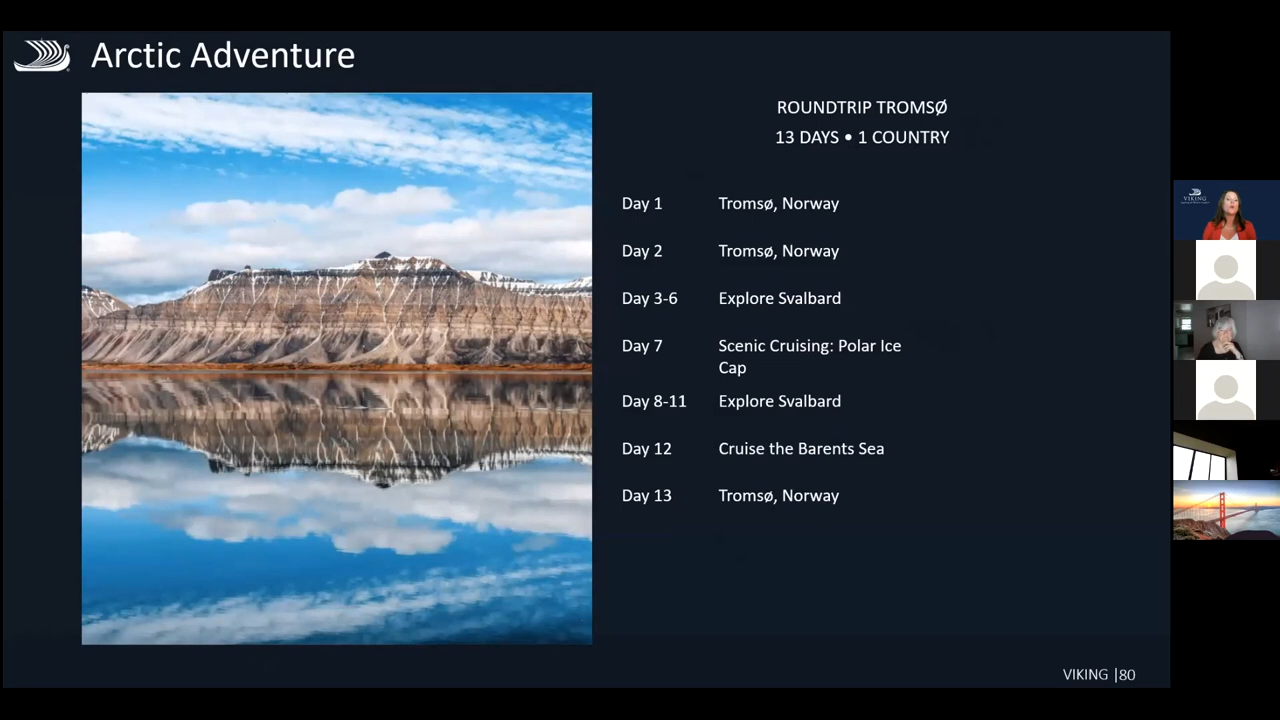 Arctic Adventure
ROUNDTRIP TROMSØ
13 DAYS • 1 COUNTRY
Day 1 Tromsø, Norway
Day 2 Tromsø, Norway
Day 3-6 Explore Svalbard
Day 7 Scenic Cruising: Polar Ice
Cap
Day 8-11 Explore Svalbard
Day 12 Cruise the Barents Sea
Day 13 Tromsø, Norway
VIKING |80
VIKING